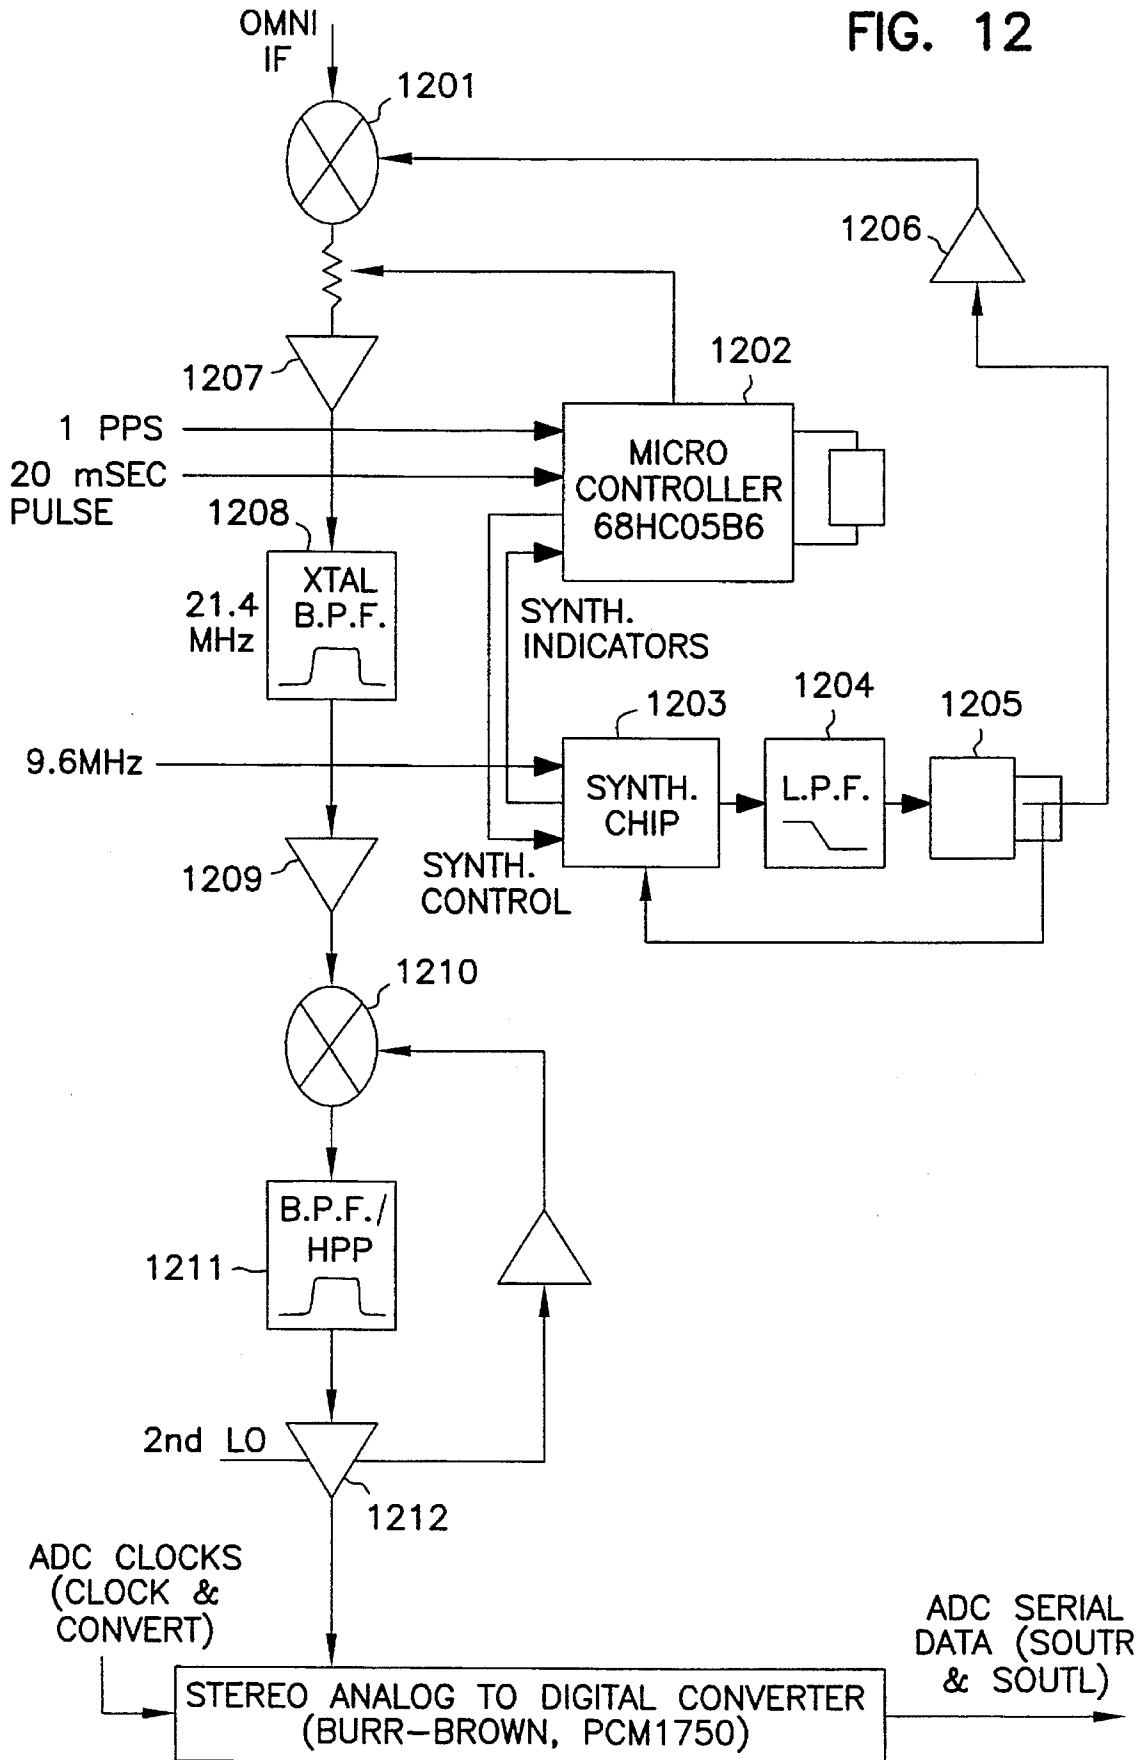 FIG. 12
OMNI
IF
1201
1206
1202
1207
1 PPS
20 mSEC
PULSE
MICRO
CONTROLLER
68HC05B6
1208
XTAL
B.P.F.
21.4
MHz
SYNTH.
INDICATORS
1203
1204
1205
9.6MHz
SYNTH.
CHIP
L.P.F.
1209
SYNTH.
CONTROL
1210
B.P.F./
HPP
1211
2nd LO
1212
ADC CLOCKS
(CLOCK &
CONVERT)
ADC SERIAL
DATA (SOUTR
& SOUTL)
STEREO ANALOG TO DIGITAL CONVERTER
(BURR-BROWN, PCM1750)